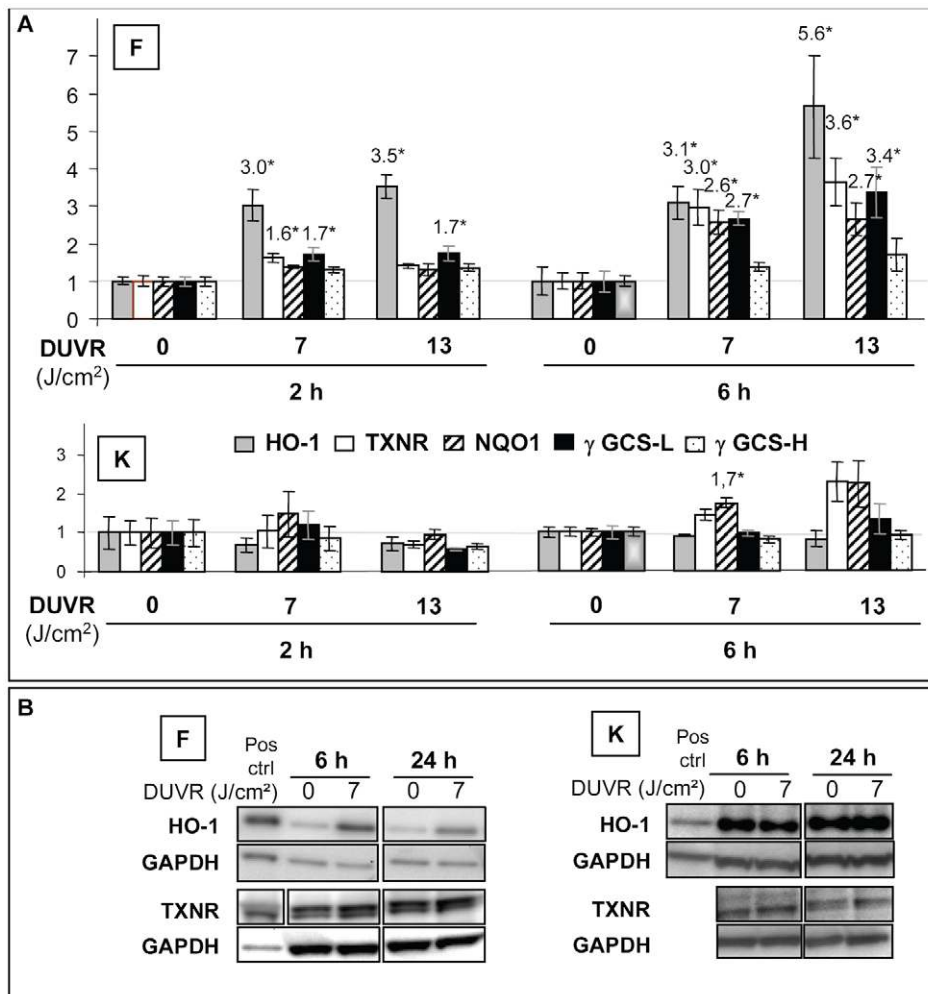 A
F
7
6
5
4
3
2
1
0
3.0*
1.6*
1.7*
3.5*
1.7*
3.1*
3.0*
2.6*
2.7*
5.6*
3.6*
2.7*
3.4*
DUVR 0 7 13 0 7 13
(J/cm²)
2 h 6 h
K
HO-1 TXNR NQO1 γ GCS-L γ GCS-H
3
2
1
0
1,7*
DUVR 0 7 13 0 7 13
(J/cm²)
2 h 6 h
B
F
Pos
ctrl 6 h 24 h
DUVR (J/cm²) 0 7 0 7
HO-1
GAPDH
TXNR
GAPDH
K
Pos
ctrl 6 h 24 h
DUVR (J/cm²) 0 7 0 7
HO-1
GAPDH
TXNR
GAPDH